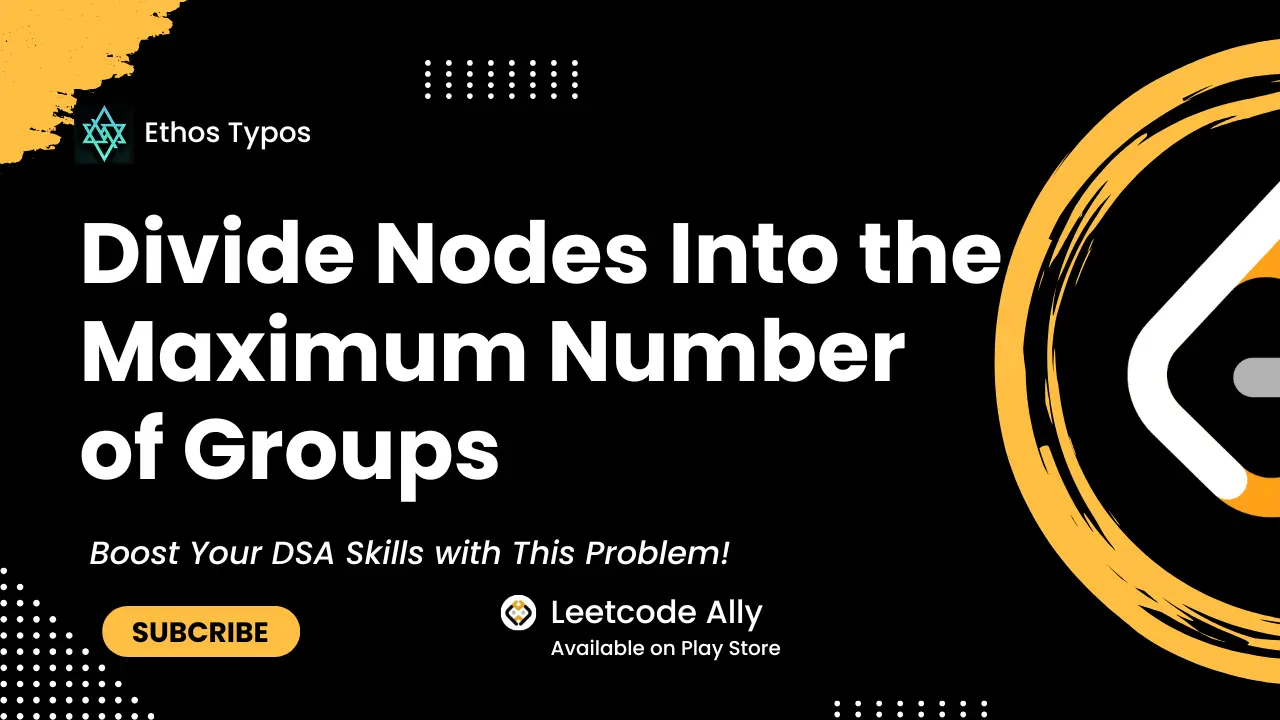 Ethos Typos
Divide Nodes Into the
Maximum Number
of Groups
Boost Your DSA Skills with This Problem!
SUBCRIBE
Leetcode Ally
Available on Play Store